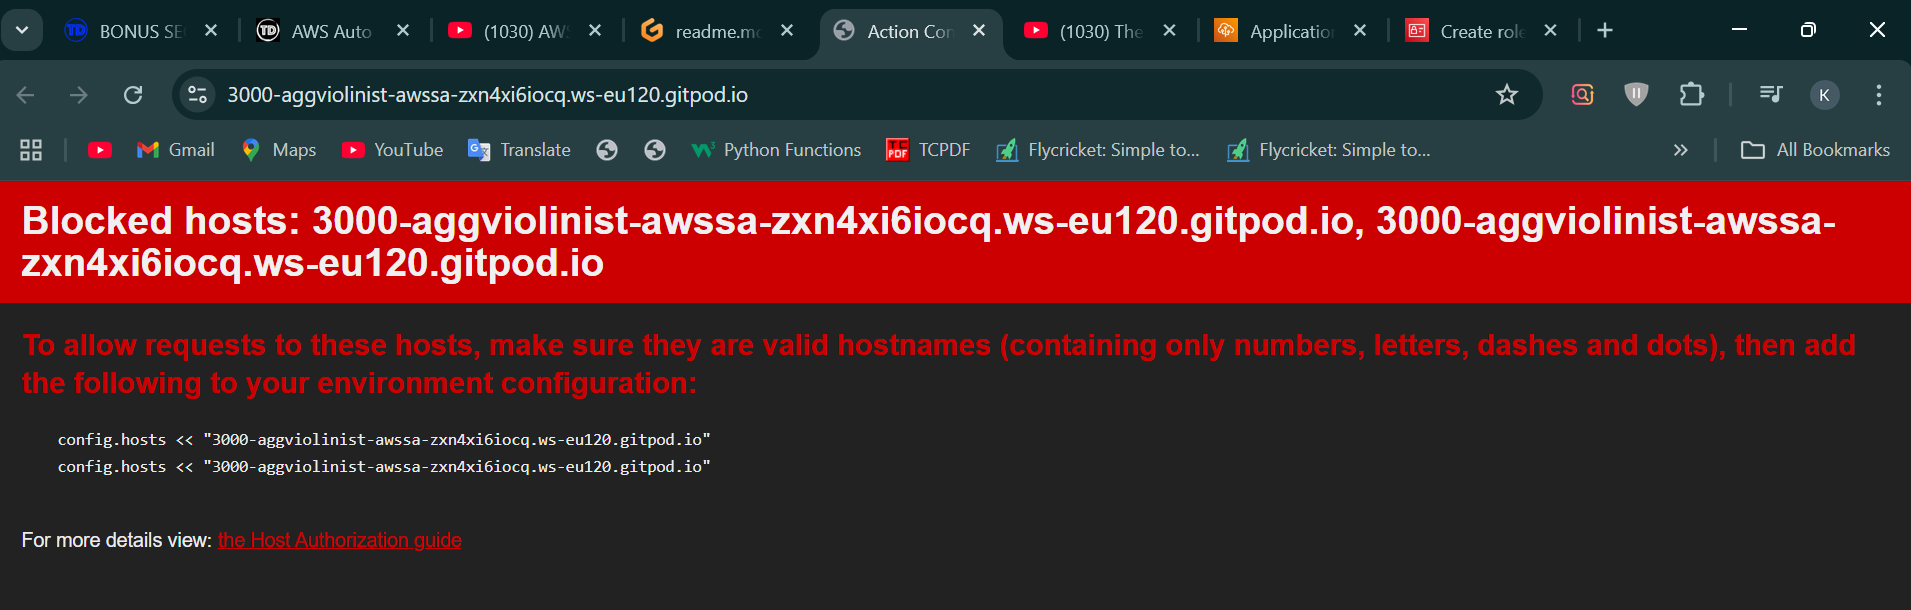 BONUS SE
AWS Auto
(1030) AWS
readme.mc
Action Con
(1030) The
Application
Create role
3000-aggviolinist-awssa-zxn4xi6iocq.ws-eu120.gitpod.io
K
Gmail
Maps
YouTube
Translate
Python Functions
TCPDF
Flycricket: Simple to...
Flycricket: Simple to...
All Bookmarks
Blocked hosts: 3000-aggviolinist-awssa-zxn4xi6iocq.ws-eu120.gitpod.io, 3000-aggviolinist-awssa-
zxn4xi6iocq.ws-eu120.gitpod.io
To allow requests to these hosts, make sure they are valid hostnames (containing only numbers, letters, dashes and dots), then add
the following to your environment configuration:
config.hosts << "3000-aggviolinist-awssa-zxn4xi6iocq.ws-eu120.gitpod.io"
config.hosts << "3000-aggviolinist-awssa-zxn4xi6iocq.ws-eu120.gitpod.io"
For more details view: the Host Authorization guide